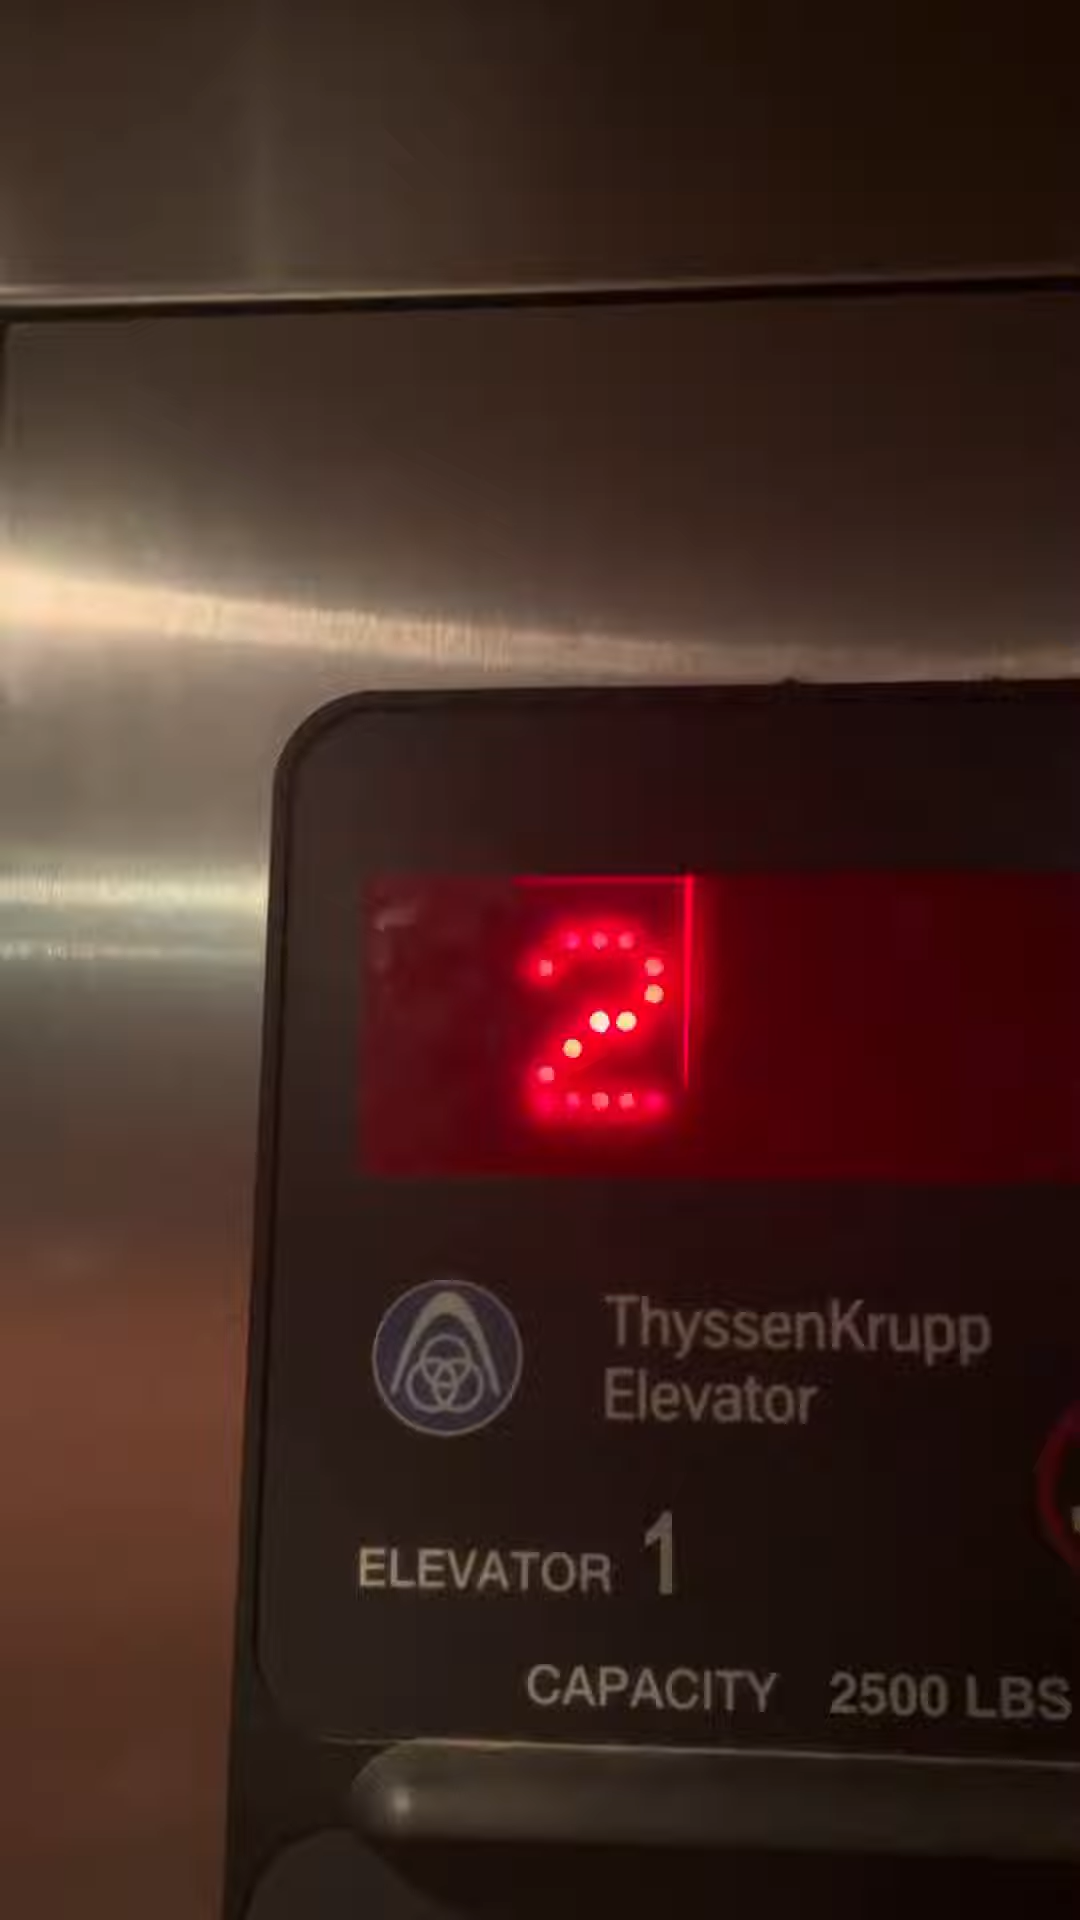 2
ThyssenKrupp
Elevator
ELEVATOR 1
CAPACITY 2500 LBS